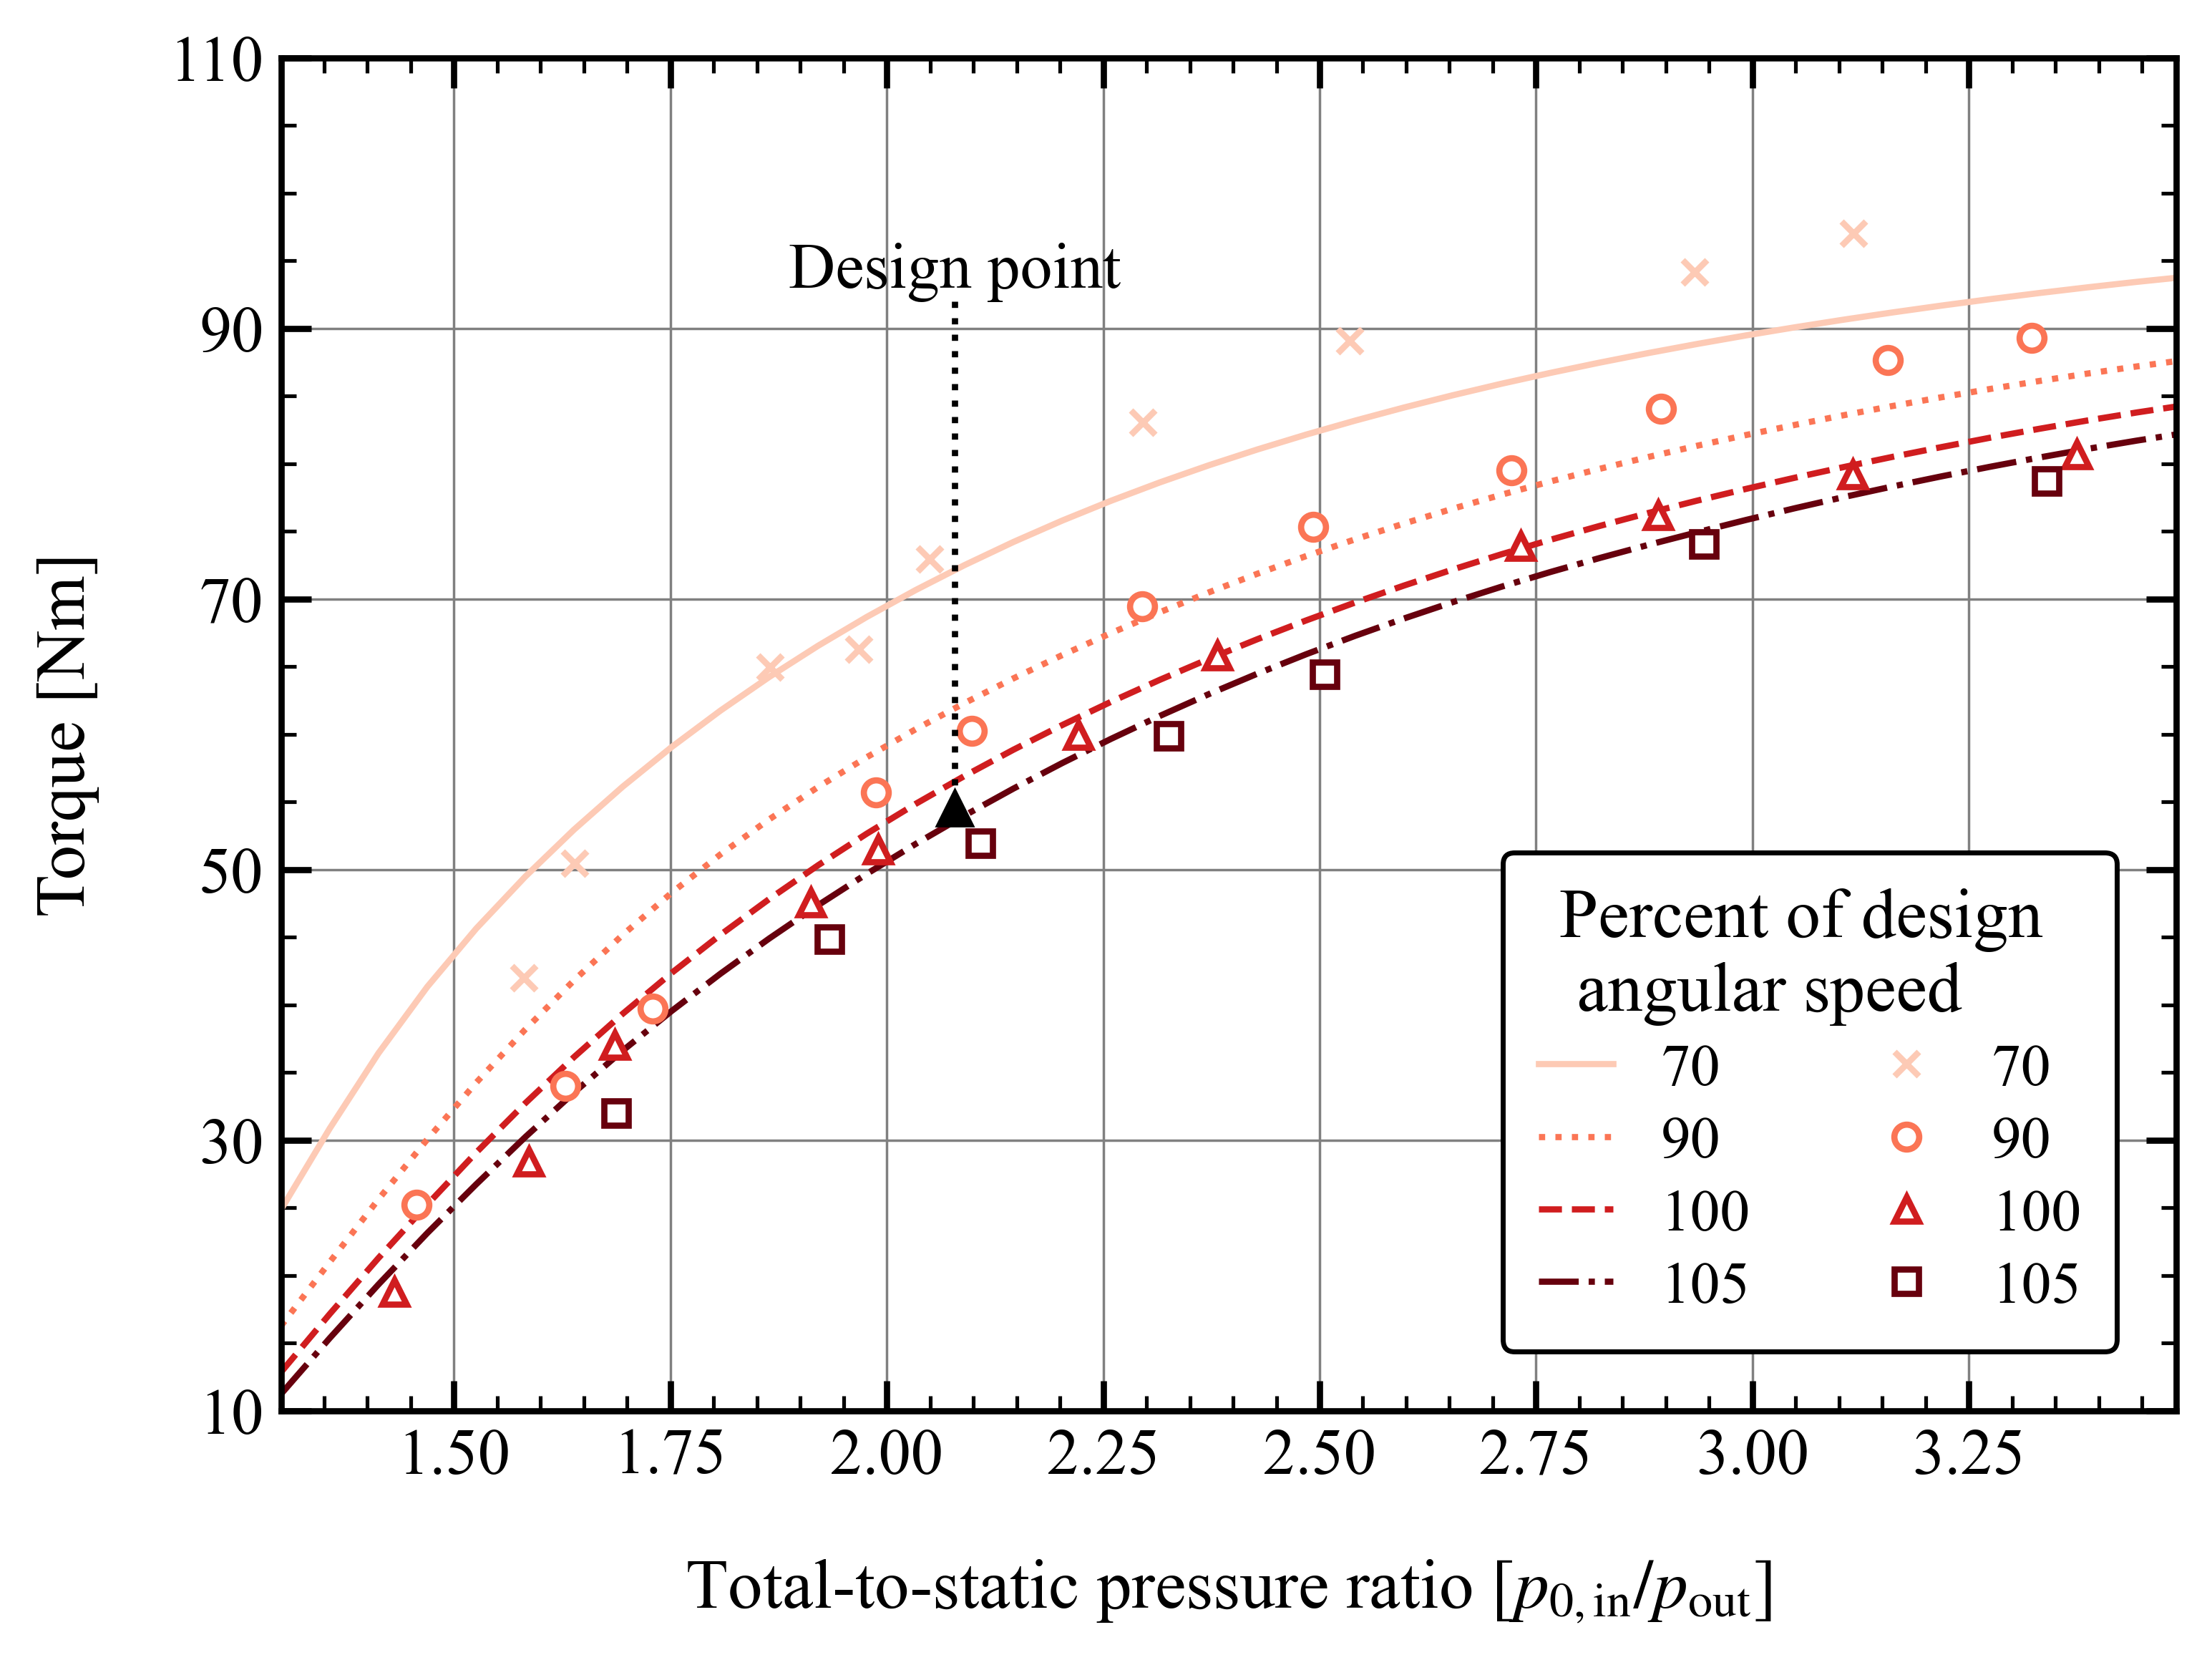 110
90
70
50
30
10
Torque [Nm]
Design point
Percent of design
angular speed
70 70
90 90
100 100
105 105
1.50 1.75 2.00 2.25 2.50 2.75 3.00 3.25
Total-to-static pressure ratio [p0, in/pout]